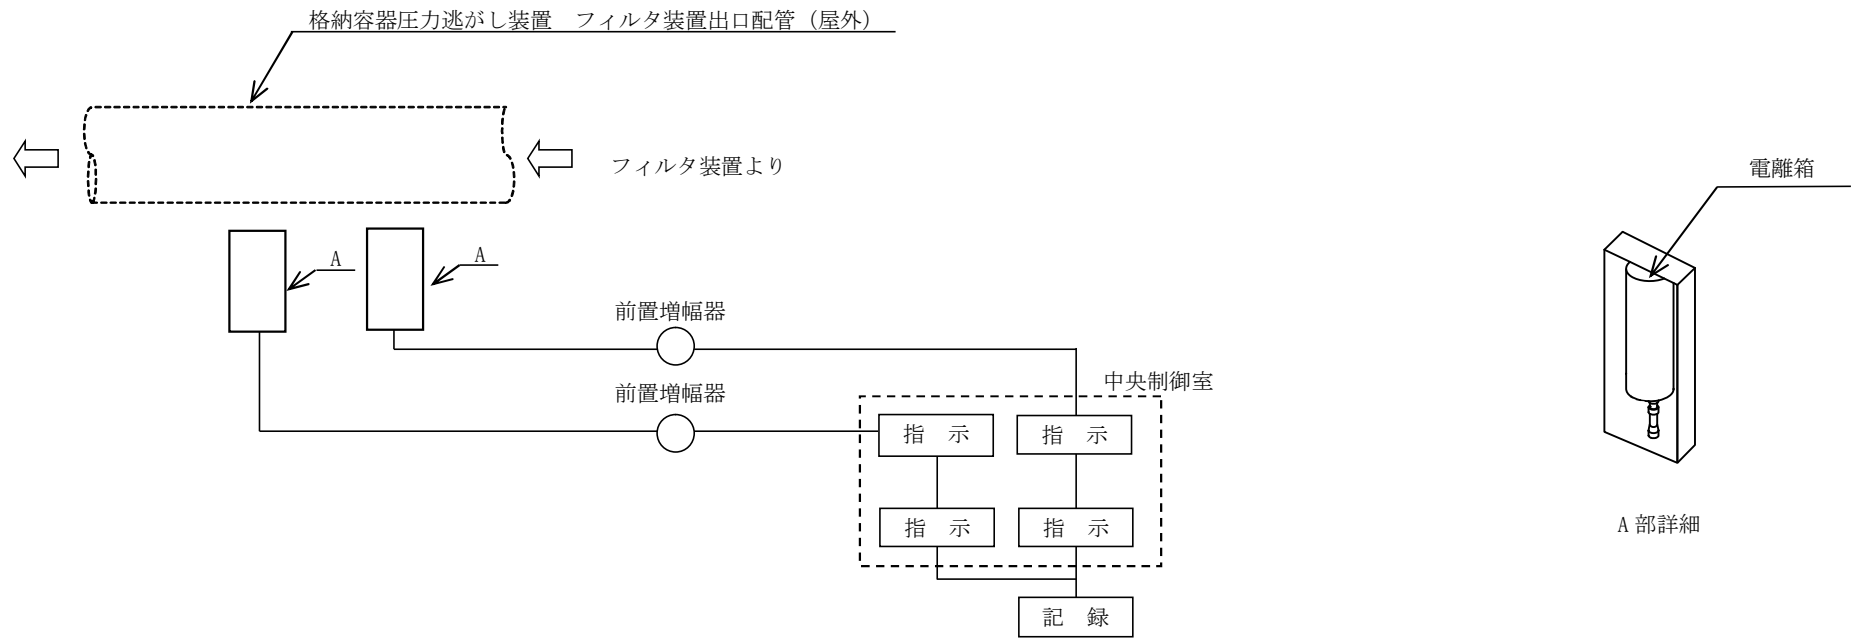 格納容器圧力逃がし装置　フィルタ装置出口配管（屋外）
フィルタ装置より
電離箱
A
A
前置増幅器
中央制御室
前置増幅器
指　示
指　示
指　示
指　示
A 部詳細
記　録